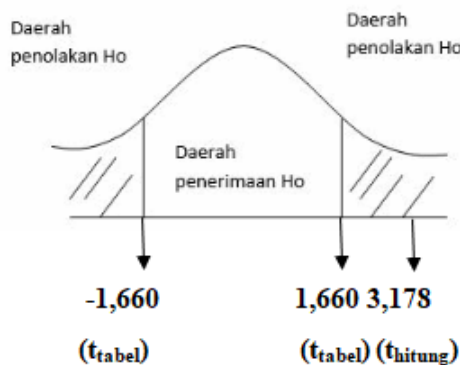 Daerah
penolakan Ho
Daerah
penolakan Ho
Daerah
penerimaan Ho
-1,660
1,660 3,178
(ttabel)
(ttabel) (thitung)